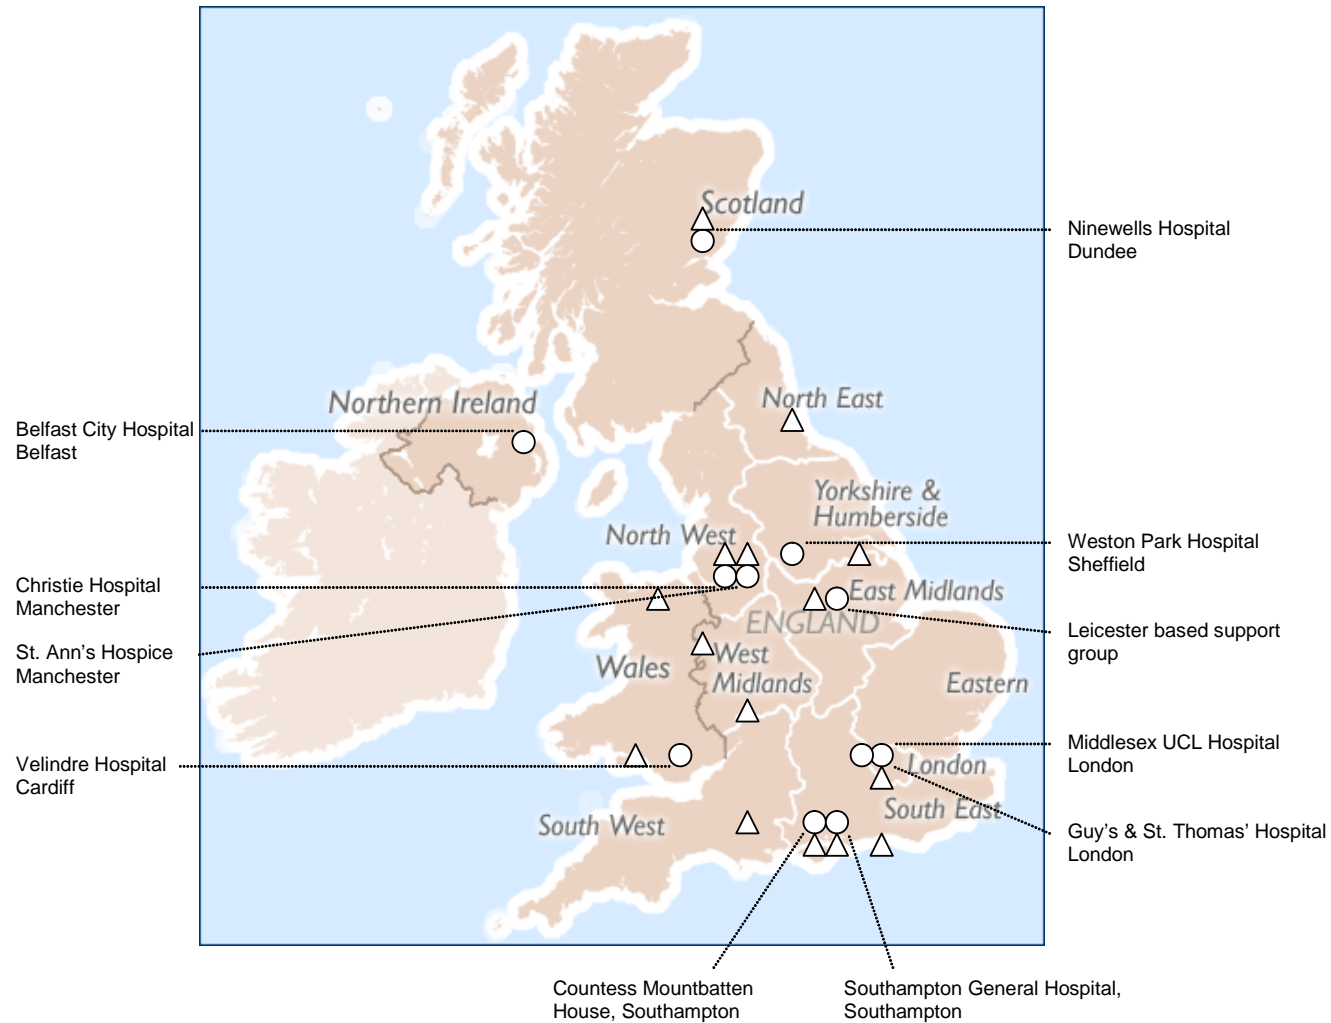 Scotland
Ninewells Hospital
Dundee
Northern Ireland
North East
Belfast City Hospital
Belfast
Yorkshire &
Humberside
North West
Weston Park Hospital
Sheffield
Christie Hospital
Manchester
East Midlands
ENGLAND
Leicester based support
group
St. Ann's Hospice
Manchester
Wales
West
Midlands
Eastern
Middlesex UCL Hospital
London
Velindre Hospital
Cardiff
London
South East
South West
Guy's & St. Thomas' Hospital
London
Countess Mountbatten
House, Southampton
Southampton General Hospital,
Southampton